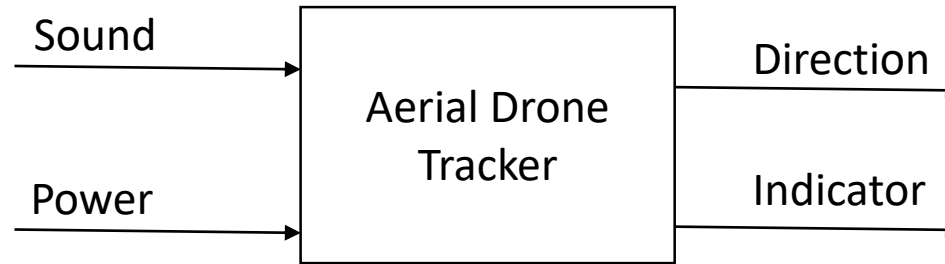 Sound
Direction
Aerial Drone
Tracker
Power
Indicator